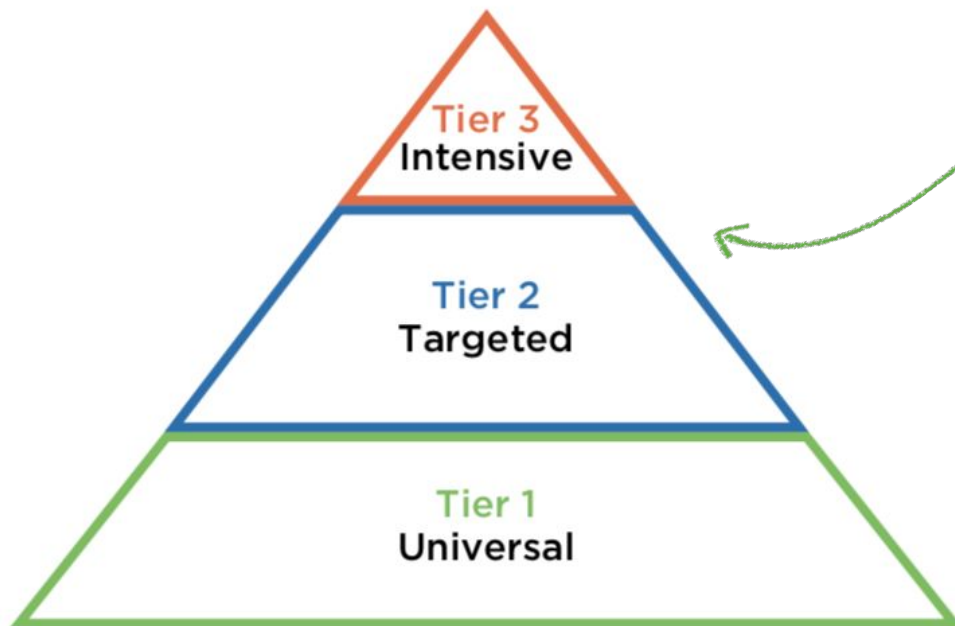 Tier 3
Intensive
Tier 2
Targeted
Tier 1
Universal